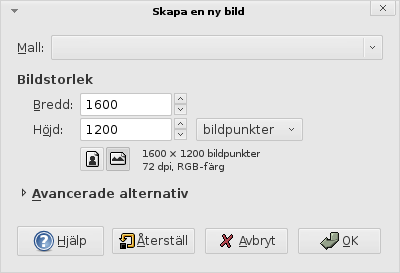 Skapa en ny bild
Mall:
Bildstorlek
Bredd: 1600
Höjd: 1200 bildpunkter
1600 × 1200 bildpunkter
72 dpi, RGB-färg
Avancerade alternativ
Hjälp Återställ Avbryt OK